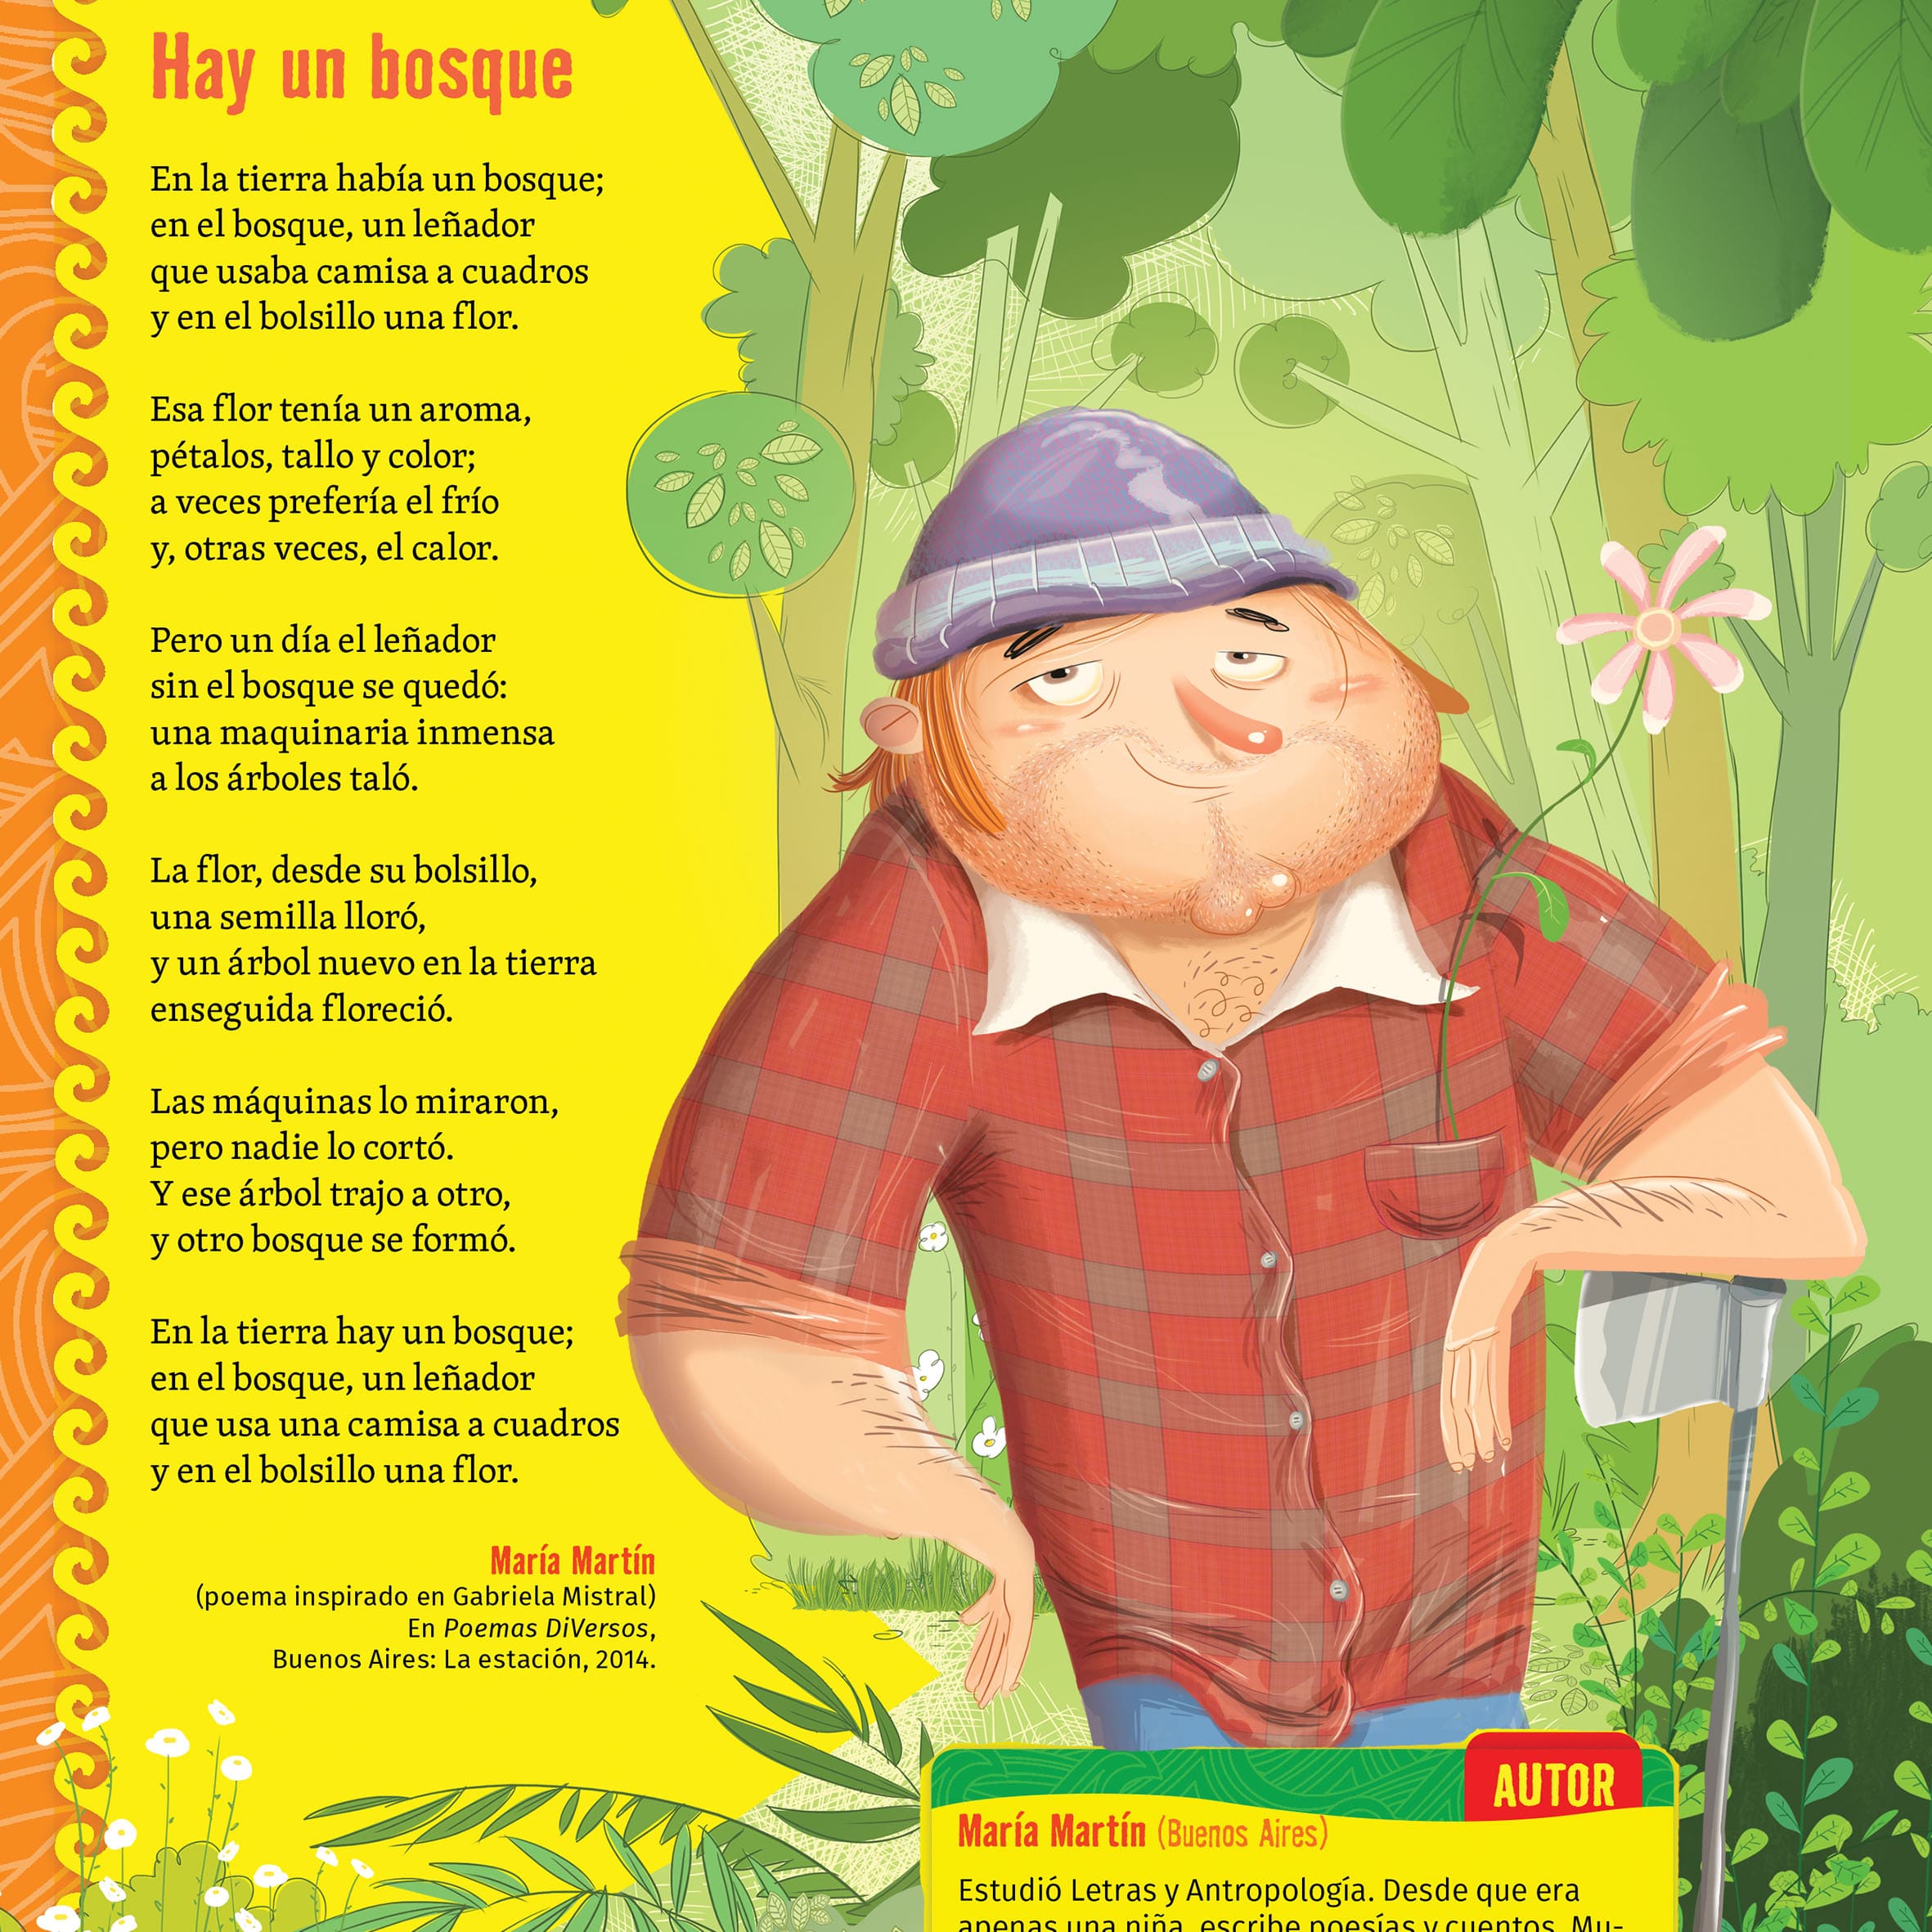 Hay un bosque
En la tierra había un bosque;
en el bosque, un leñador
que usaba camisa a cuadros
y en el bolsillo una flor.
Esa flor tenía un aroma,
pétalos, tallo y color;
a veces prefería el frío
y, otras veces, el calor.
Pero un día el leñador
sin el bosque se quedó:
una maquinaria inmensa
a los árboles taló.
La flor, desde su bolsillo,
una semilla lloró,
y un árbol nuevo en la tierra
enseguida floreció.
Las máquinas lo miraron,
pero nadie lo cortó.
Y ese árbol trajo a otro,
y otro bosque se formó.
En la tierra hay un bosque;
en el bosque, un leñador
que usa una camisa a cuadros
y en el bolsillo una flor.
María Martín
(poema inspirado en Gabriela Mistral)
En Poemas DiVersos,
Buenos Aires: La estación, 2014.
AUTOR
María Martín (Buenos Aires)
Estudió Letras y Antropología. Desde que era
apenas una niña, escribe poesías y cuentos. Mu-